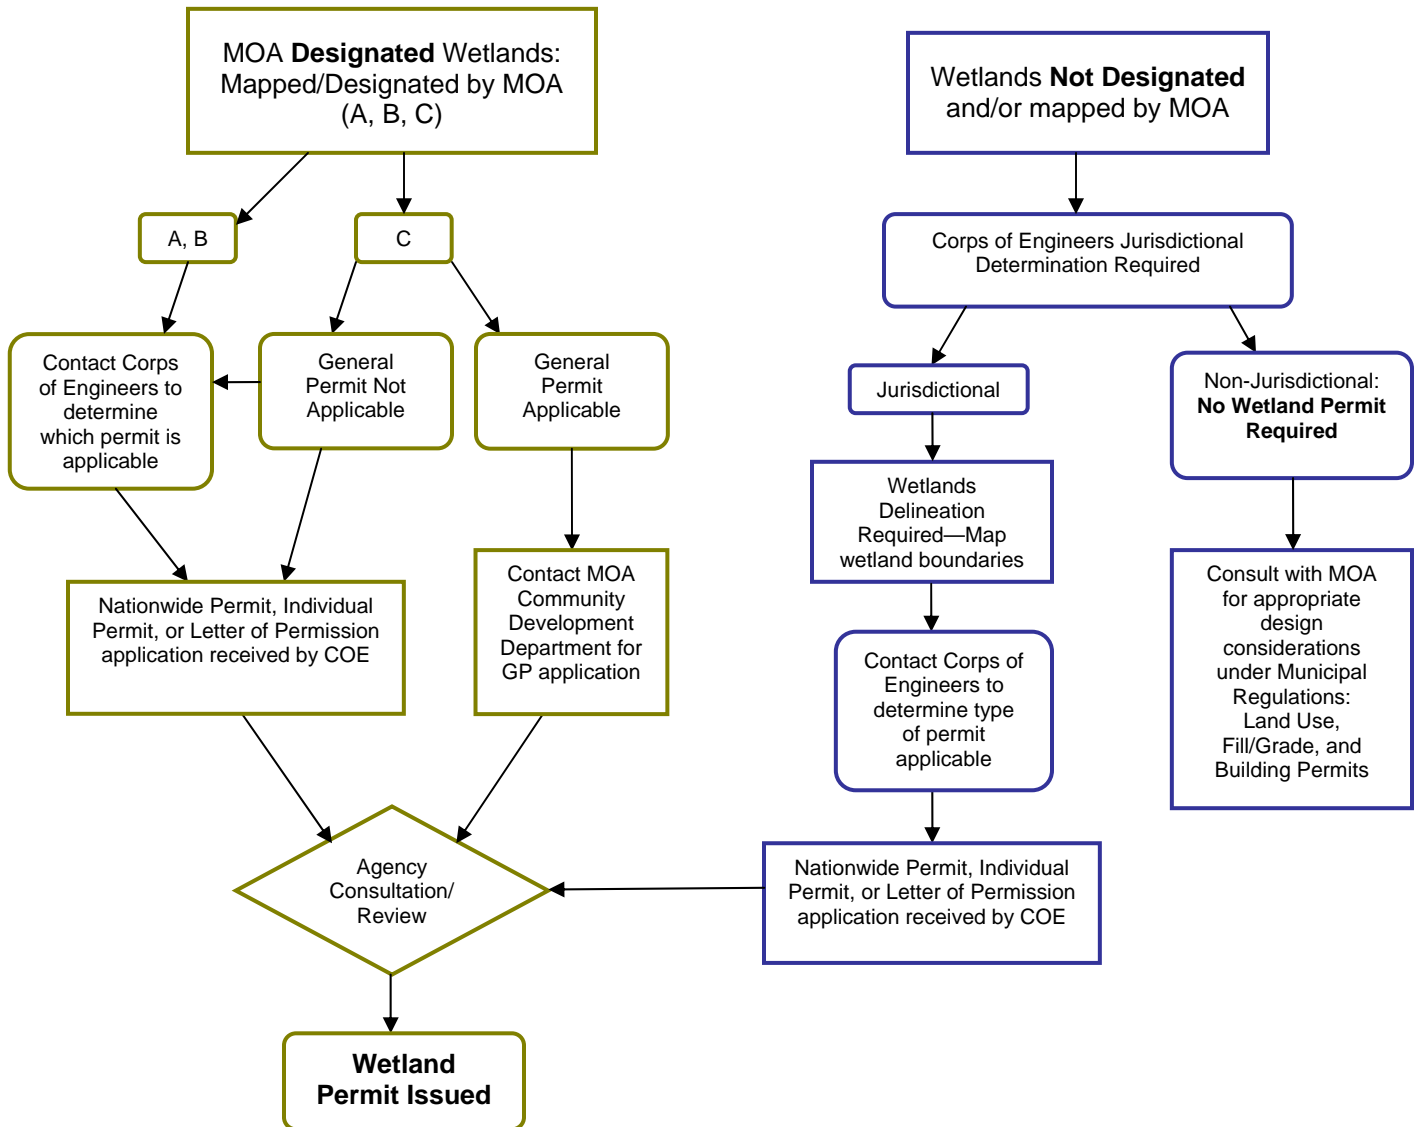 MOA Designated Wetlands:
Mapped/Designated by MOA
(A, B, C)
Wetlands Not Designated
and/or mapped by MOA
A, B
C
Corps of Engineers Jurisdictional
Determination Required
Contact Corps
of Engineers to
determine
which permit is
applicable
General
Permit Not
Applicable
General
Permit
Applicable
Jurisdictional
Non-Jurisdictional:
No Wetland Permit
Required
Wetlands
Delineation
Required—Map
wetland boundaries
Nationwide Permit, Individual
Permit, or Letter of Permission
application received by COE
Contact MOA
Community
Development
Department for
GP application
Consult with MOA
for appropriate
design
considerations
under Municipal
Regulations:
Land Use,
Fill/Grade, and
Building Permits
Contact Corps of
Engineers to
determine type
of permit
applicable
Agency
Consultation/
Review
Nationwide Permit, Individual
Permit, or Letter of Permission
application received by COE
Wetland
Permit Issued